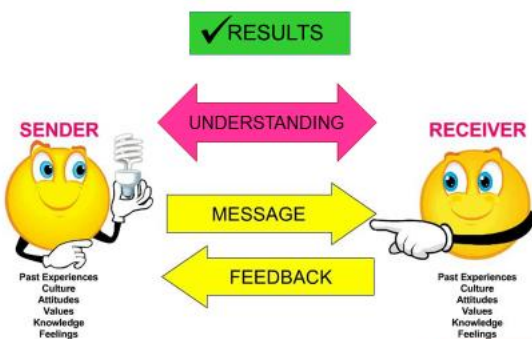 ✓RESULTS
UNDERSTANDING
SENDER
RECEIVER
MESSAGE
FEEDBACK
Past Experiences
Culture
Attitudes
Values
Knowledge
Feelings
Past Experiences
Culture
Attitudes
Values
Knowledge
Feelings